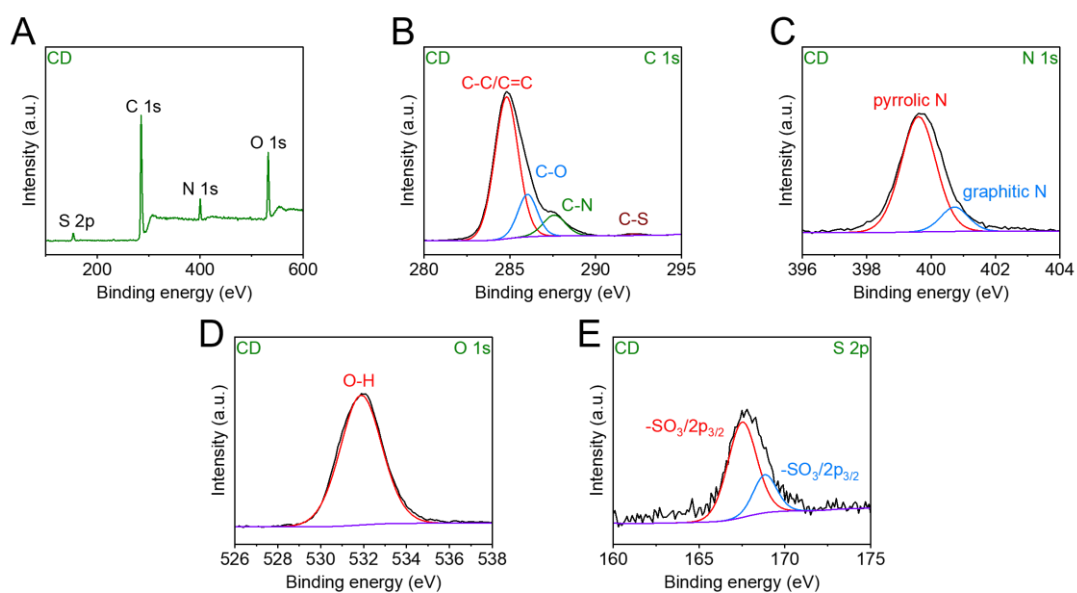 A
CD
C 1s
O 1s
N 1s
S 2p
Intensity (a.u.)
200 400 600
Binding energy (eV)
B
CD C 1s
C-C/C=C
C-O
C-N
C-S
Intensity (a.u.)
280 285 290 295
Binding energy (eV)
C
CD N 1s
pyrrolic N
graphitic N
Intensity (a.u.)
396 398 400 402 404
Binding energy (eV)
D
CD O 1s
O-H
Intensity (a.u.)
526 528 530 532 534 536 538
Binding energy (eV)
E
CD S 2p
-SO3/2p3/2
-SO3/2p3/2
Intensity (a.u.)
160 165 170 175
Binding energy (eV)